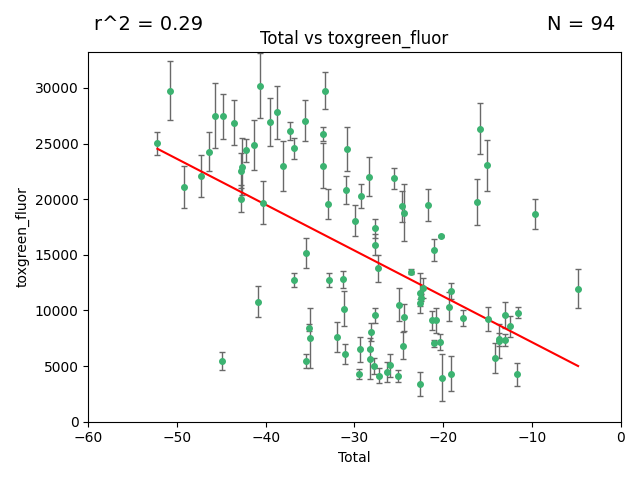 r^2 = 0.29 N = 94
Total vs toxgreen_fluor
30000
25000
20000
15000
10000
5000
0
toxgreen_fluor
−60 −50 −40 −30 −20 −10 0
Total